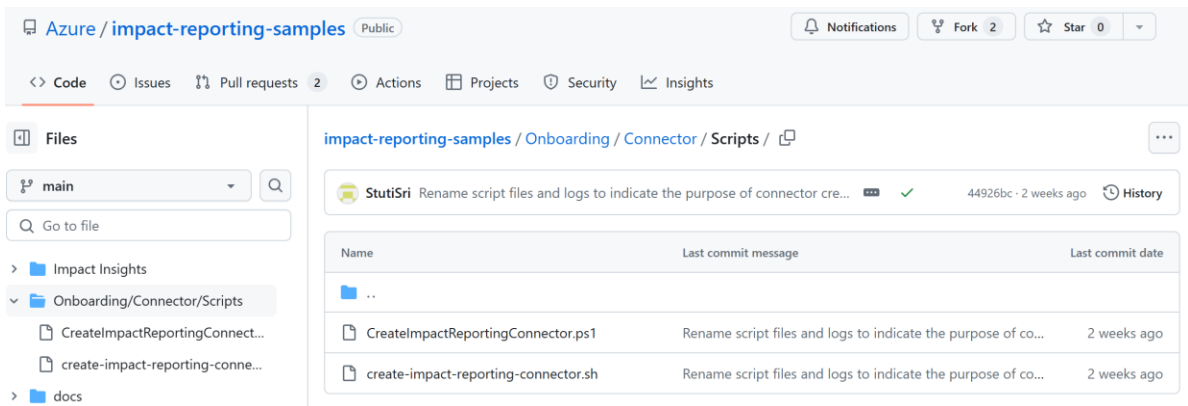 Azure / impact-reporting-samples Public
Notifications Fork 2 Star 0
Code Issues Pull requests 2 Actions Projects Security Insights
Files
main
Go to file
Impact Insights
Onboarding/Connector/Scripts
CreateImpactReportingConnect...
create-impact-reporting-conne...
docs
impact-reporting-samples / Onboarding / Connector / Scripts /
StutiSri Rename script files and logs to indicate the purpose of connector cre... 44926bc · 2 weeks ago History
Name Last commit message Last commit date
..
CreateImpactReportingConnector.ps1 Rename script files and logs to indicate the purpose of co... 2 weeks ago
create-impact-reporting-connector.sh Rename script files and logs to indicate the purpose of co... 2 weeks ago